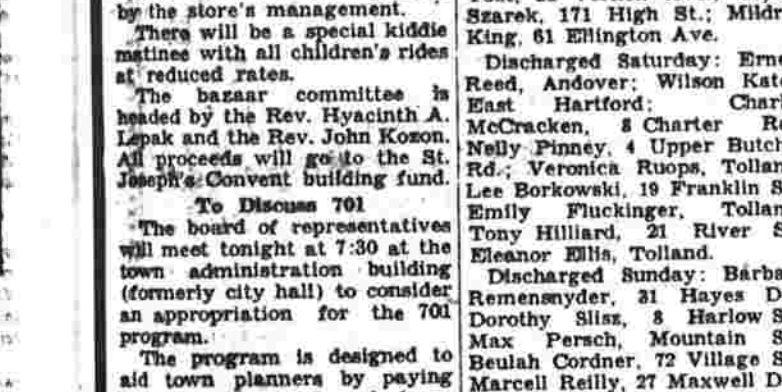 by the store's management.
There will be a special kiddie
matinee with all children's rides
at reduced rates.
The bazaar committee is
headed by the Rev. Hyacinth A.
Lepak and the Rev. John Kozon.
All proceeds will go to the St.
Joseph's Convent building fund.
To Discuss 701
The board of representatives
will meet tonight at 7:30 at the
town administration building
(formerly city hall) to consider
an appropriation for the 701
program.
The program is designed to
aid town planners by paying
Szarek, 171 High St.; Mildr
King, 61 Ellington Ave.
Discharged Saturday: Erne
Reed, Andover; Wilson Kat
East Hartford; Char
McCracken, 8 Charter R
Nelly Pinney, 4 Upper Butch
Rd.; Veronica Ruops, Tollan
Lee Borkowski, 19 Franklin
Emily Fluckinger, Tollan
Tony Hilliard, 21 River S
Eleanor Ellis, Tolland.
Discharged Sunday: Barba
Remensnyder, 31 Hayes D
Dorothy Slisz, 8 Harlow S
Max Persch, Mountain S
Beulah Cordner, 72 Village
Marcell Reilly, 27 Maxwell